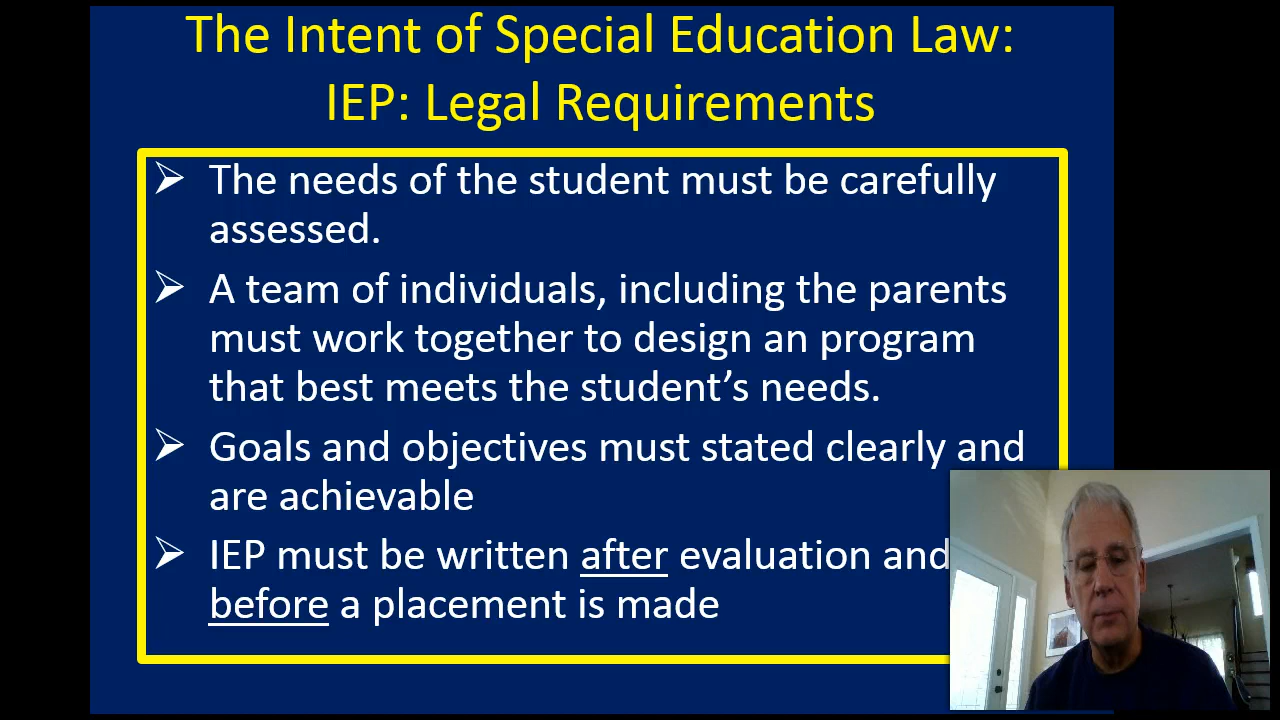 The Intent of Special Education Law:
IEP: Legal Requirements
The needs of the student must be carefully
assessed.
A team of individuals, including the parents
must work together to design an program
that best meets the student's needs.
Goals and objectives must stated clearly and
are achievable
IEP must be written after evaluation and
before a placement is made